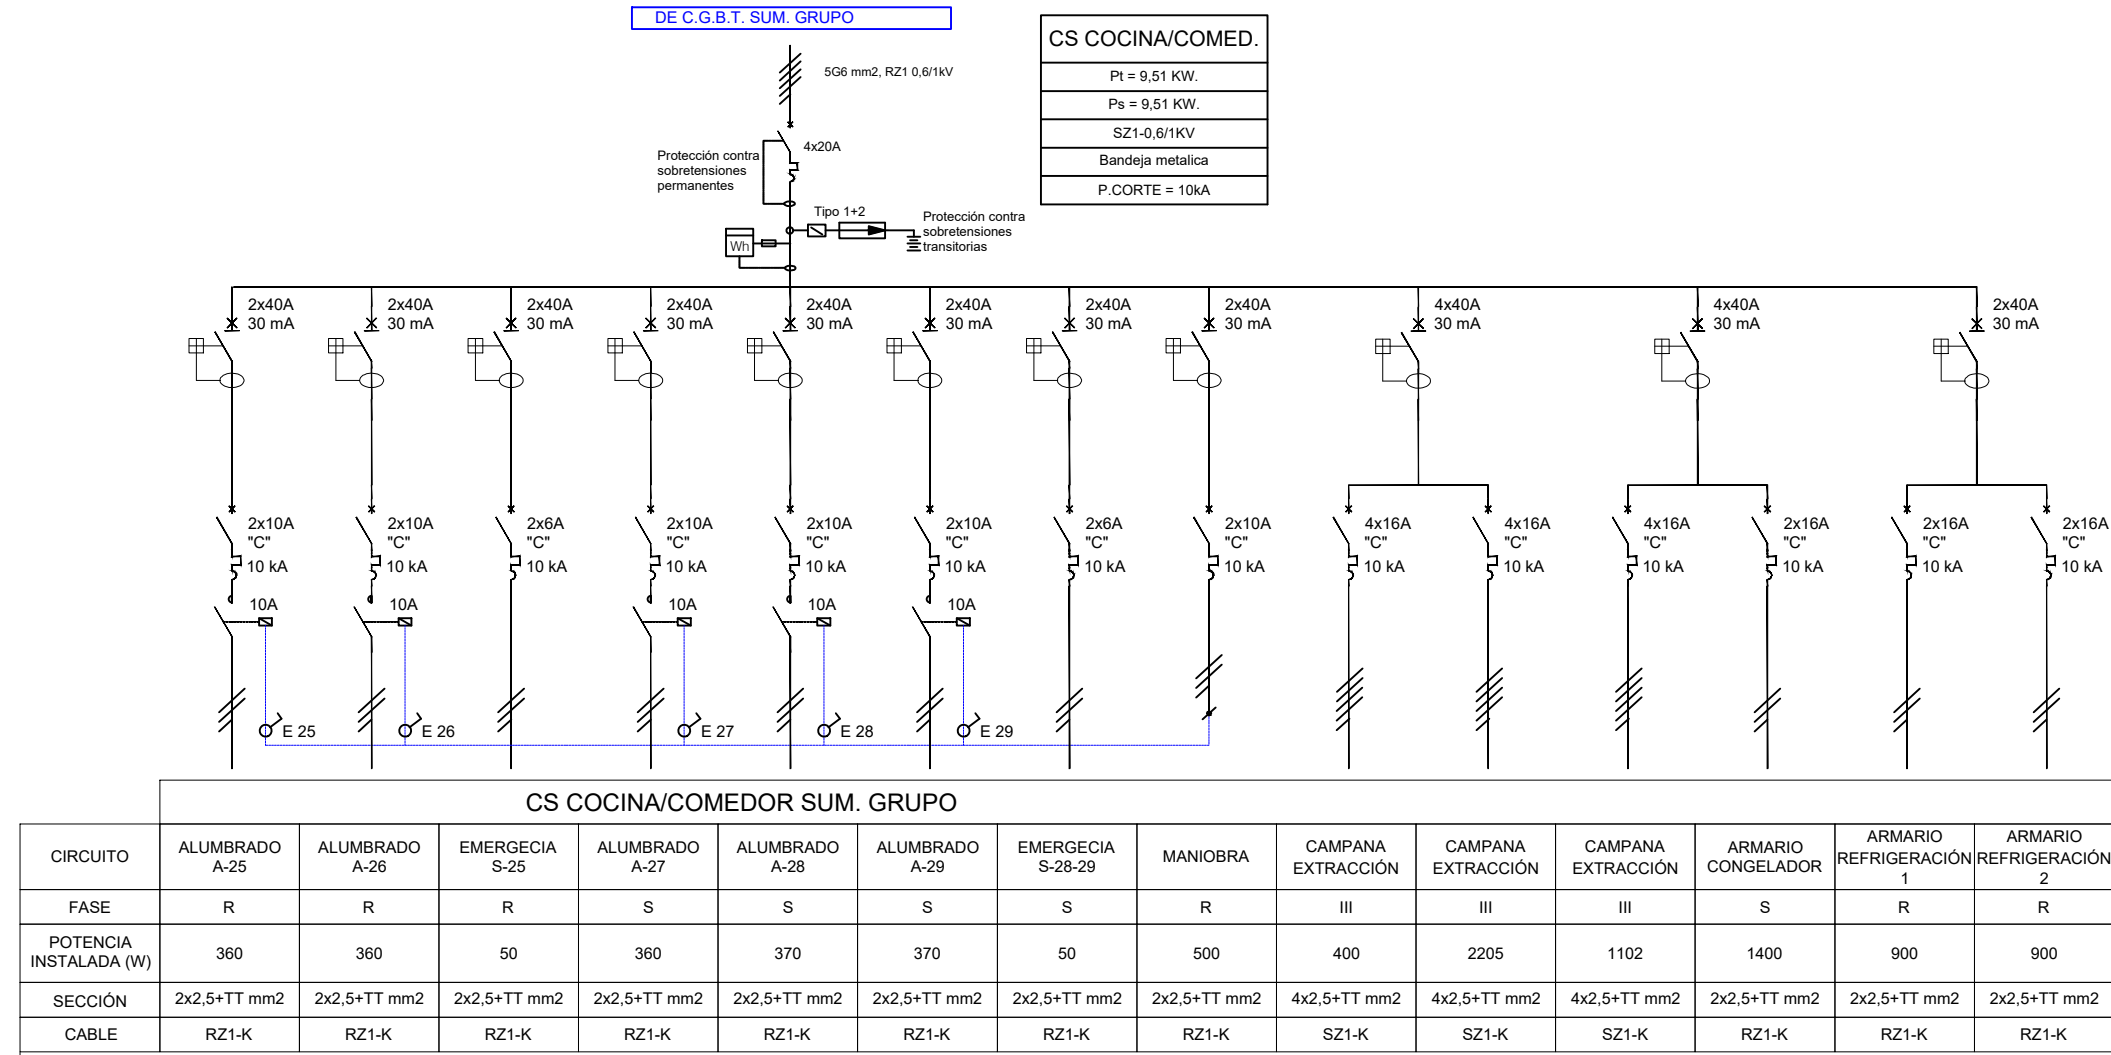 DE C.G.B.T. SUM. GRUPO
5G6 mm2, RZ1 0,6/1kV
CS COCINA/COMED.
Pt = 9,51 KW.
Ps = 9,51 KW.
SZ1-0,6/1KV
Bandeja metalica
P.CORTE = 10kA
4x20A
Protección contra
sobretensiones
permanentes
Tipo 1+2
Protección contra
sobretensiones
transitorias
Wh
2x40A 2x40A 2x40A 2x40A 2x40A 2x40A 2x40A 2x40A 4x40A 4x40A 2x40A
30 mA 30 mA 30 mA 30 mA 30 mA 30 mA 30 mA 30 mA 30 mA 30 mA 30 mA
2x10A 2x10A 2x6A 2x10A 2x10A 2x10A 2x6A 2x10A 4x16A 4x16A 4x16A 2x16A 2x16A 2x16A
"C" "C" "C" "C" "C" "C" "C" "C" "C" "C" "C" "C" "C" "C"
10 kA 10 kA 10 kA 10 kA 10 kA 10 kA 10 kA 10 kA 10 kA 10 kA 10 kA 10 kA 10 kA 10 kA
10A 10A 10A 10A 10A
E 25 E 26 E 27 E 28 E 29
CS COCINA/COMEDOR SUM. GRUPO
CIRCUITO
ALUMBRADO
A-25
ALUMBRADO
A-26
EMERGECIA
S-25
ALUMBRADO
A-27
ALUMBRADO
A-28
ALUMBRADO
A-29
EMERGECIA
S-28-29
MANIOBRA
CAMPANA
EXTRACCIÓN
CAMPANA
EXTRACCIÓN
CAMPANA
EXTRACCIÓN
ARMARIO
CONGELADOR
ARMARIO
REFRIGERACIÓN
1
ARMARIO
REFRIGERACIÓN
2
FASE R R R S S S S R III III III S R R
POTENCIA
INSTALADA (W)
360 360 50 360 370 370 50 500 400 2205 1102 1400 900 900
SECCIÓN 2x2,5+TT mm2 2x2,5+TT mm2 2x2,5+TT mm2 2x2,5+TT mm2 2x2,5+TT mm2 2x2,5+TT mm2 2x2,5+TT mm2 2x2,5+TT mm2 4x2,5+TT mm2 4x2,5+TT mm2 4x2,5+TT mm2 2x2,5+TT mm2 2x2,5+TT mm2 2x2,5+TT mm2
CABLE RZ1-K RZ1-K RZ1-K RZ1-K RZ1-K RZ1-K RZ1-K RZ1-K SZ1-K SZ1-K SZ1-K RZ1-K RZ1-K RZ1-K